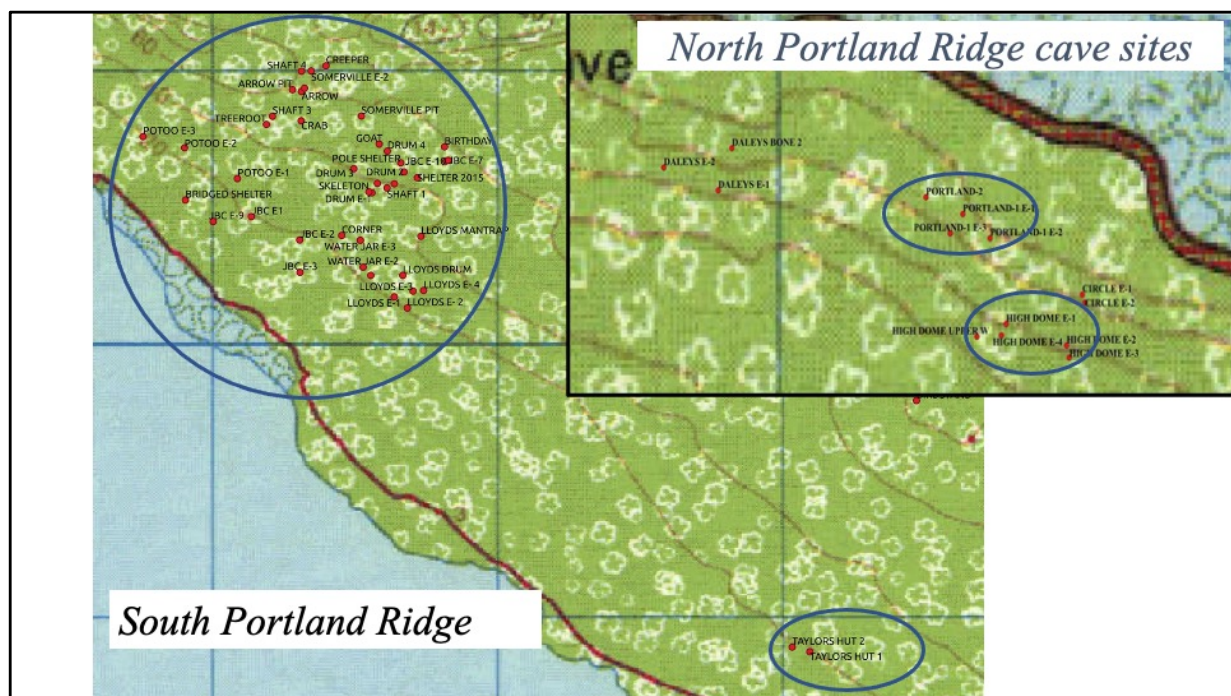 60
CREEPER
SHAFT 4
SOMERVILLE E-2
ARROW PIT
ARROW
SHAFT 3
SOMERVILLE PIT
TREEROOT
CRAB
POTOO E-3
POTOO E-2
GOAT
DRUM 4
BIRTHDAY
POLE SHELTER
JBC E-10
JBC E-7
DRUM 3
DRUM 2
SHELTER 2015
POTOO E-1
SKELETON
DRUM E-1
SHAFT 1
BRIDGED SHELTER
JBC E-9
JBC E1
JBC E-2
CORNER
LLOYDS MANTRAP
WATER JAR E-3
WATER JAR E-2
JBC E-3
LLOYDS DRUM
LLOYDS E-3
LLOYDS E- 4
LLOYDS E-1
LLOYDS E- 2
North Portland Ridge cave sites
ve
DALEYS BONE 2
DALEYS E-2
DALEYS E-1
PORTLAND-2
PORTLAND-1 E-1
PORTLAND-1 E-3
PORTLAND-1 E-2
CIRCLE E-1
CIRCLE E-2
HIGH DOME E-1
HIGH DOME UPPER W
HIGH DOME E-4
HIGH DOME E-2
HIGH DOME E-3
South Portland Ridge
TAYLORS HUT 2
TAYLORS HUT 1